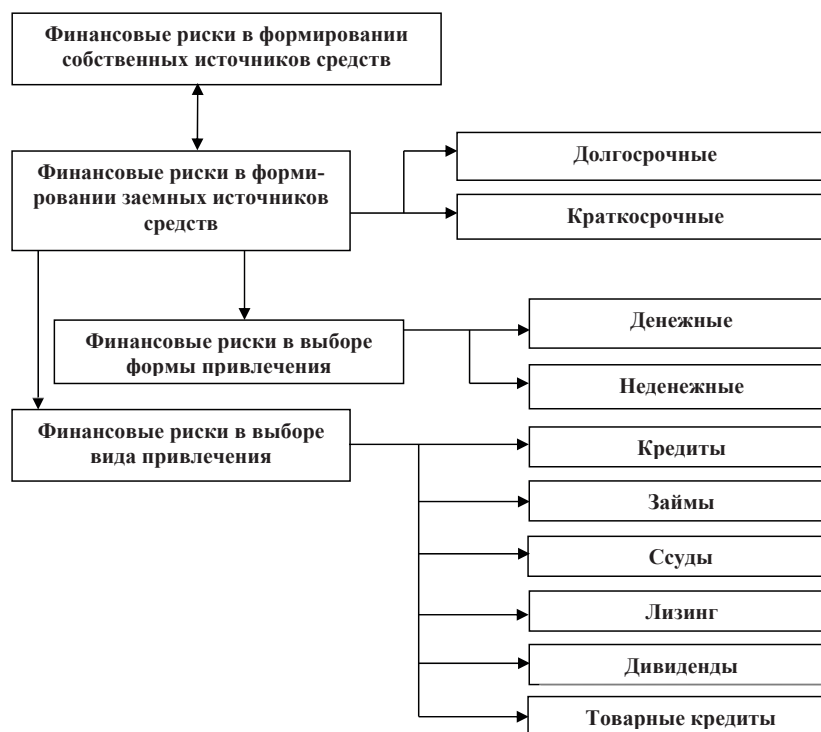 Финансовые риски в формировании
собственных источников средств
Финансовые риски в форми-
ровании заемных источников
средств
Долгосрочные
Краткосрочные
Финансовые риски в выборе
формы привлечения
Денежные
Неденежные
Финансовые риски в выборе
вида привлечения
Кредиты
Займы
Ссуды
Лизинг
Дивиденды
Товарные кредиты